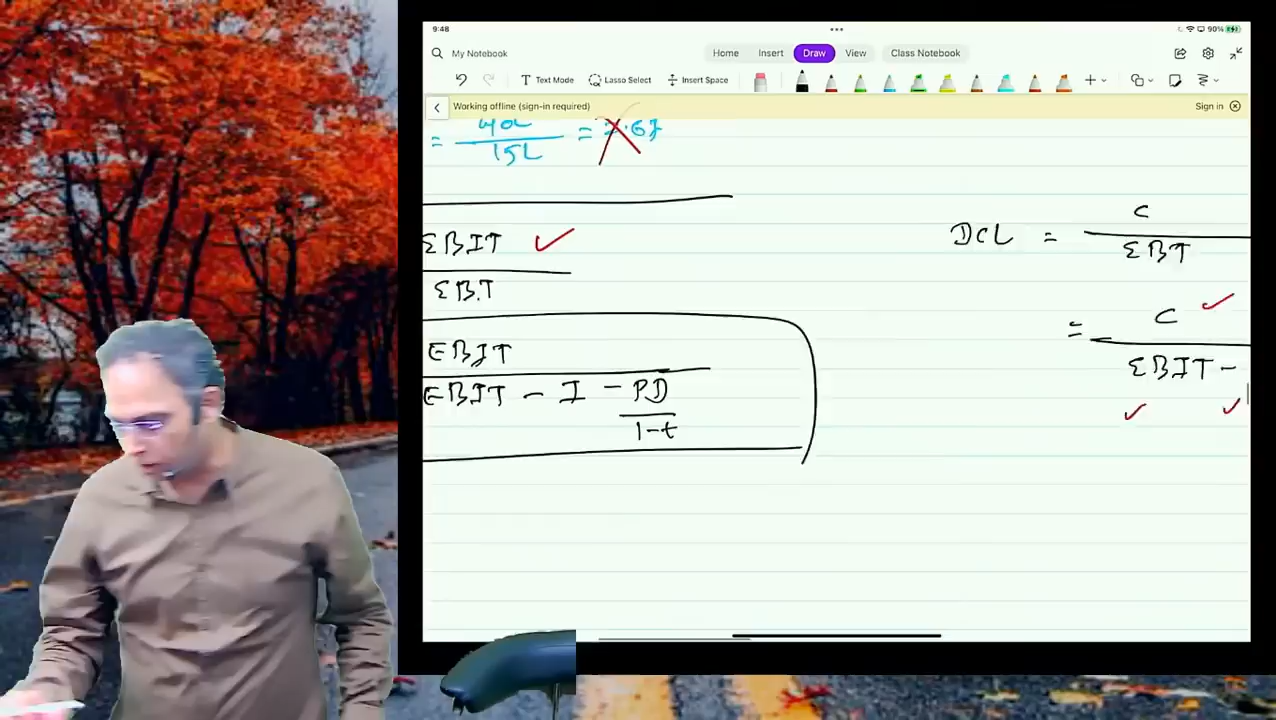 9:48
90%
My Notebook
Home Insert Draw View Class Notebook
Text Mode Lasso Select Insert Space
Working offline (sign-in required) Sign in
=
15L =
EBIT
EBT
EBIT
EBIT - I - PD
1-t
DCL = C
EBT
= C
EBIT -